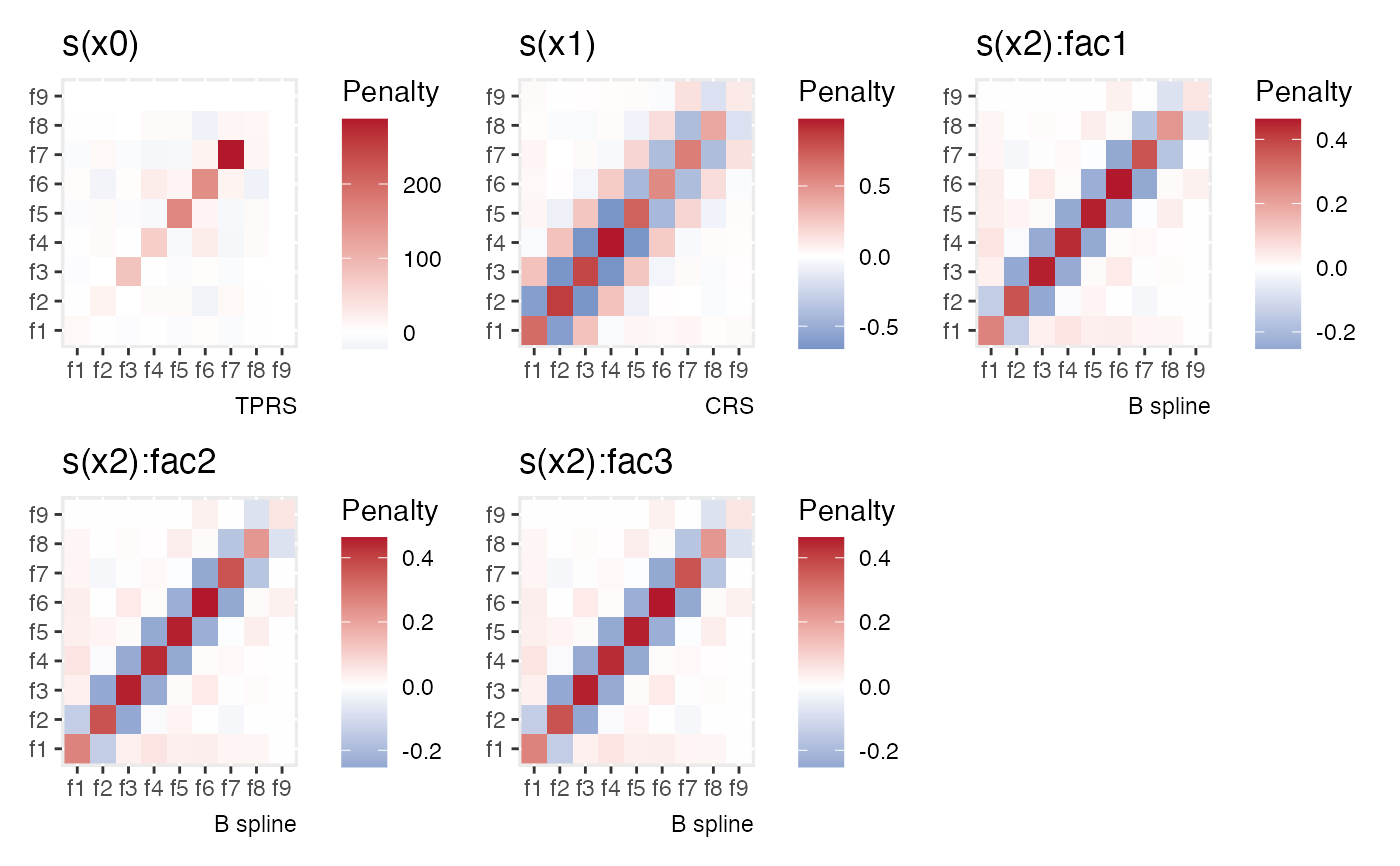 s(x0)
f9
f8
f7
f6
f5
f4
f3
f2
f1
f1 f2 f3 f4 f5 f6 f7 f8 f9
TPRS
Penalty
200
100
0
s(x1)
f9
f8
f7
f6
f5
f4
f3
f2
f1
f1 f2 f3 f4 f5 f6 f7 f8 f9
CRS
Penalty
0.5
0.0
-0.5
s(x2):fac1
f9
f8
f7
f6
f5
f4
f3
f2
f1
f1 f2 f3 f4 f5 f6 f7 f8 f9
B spline
Penalty
0.4
0.2
0.0
-0.2
s(x2):fac2
f9
f8
f7
f6
f5
f4
f3
f2
f1
f1 f2 f3 f4 f5 f6 f7 f8 f9
B spline
Penalty
0.4
0.2
0.0
-0.2
s(x2):fac3
f9
f8
f7
f6
f5
f4
f3
f2
f1
f1 f2 f3 f4 f5 f6 f7 f8 f9
B spline
Penalty
0.4
0.2
0.0
-0.2